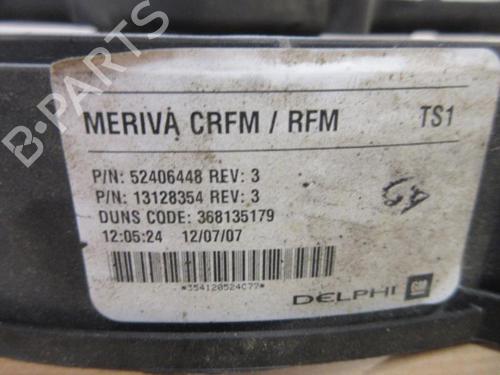 MERIVA CRFM / RFM TS1
P/N: 52406448 REV: 3
P/N: 13128354 REV: 3
DUNS CODE: 368135179
12:05:24 12/07/07
*354120524C77*
DELPHI GM
B-PARTS